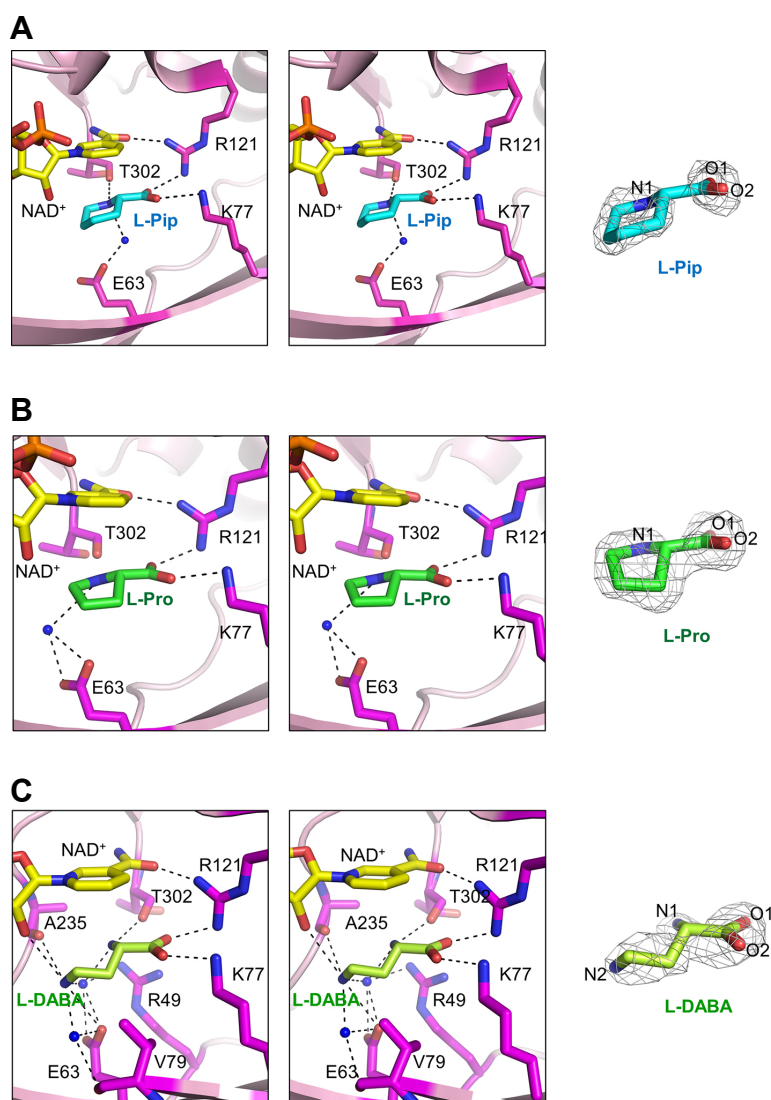 A
R121
T302
NAD+
L-Pip
K77
E63
R121
T302
NAD+
L-Pip
K77
E63
N1
O1
O2
L-Pip
B
T302
R121
NAD+
L-Pro
K77
E63
T302
R121
NAD+
L-Pro
K77
E63
N1
O1
O2
L-Pro
C
NAD+
R121
T302
A235
K77
L-DABA
R49
V79
E63
NAD+
R121
T302
A235
K77
L-DABA
R49
V79
E63
N1
O1
O2
N2
L-DABA